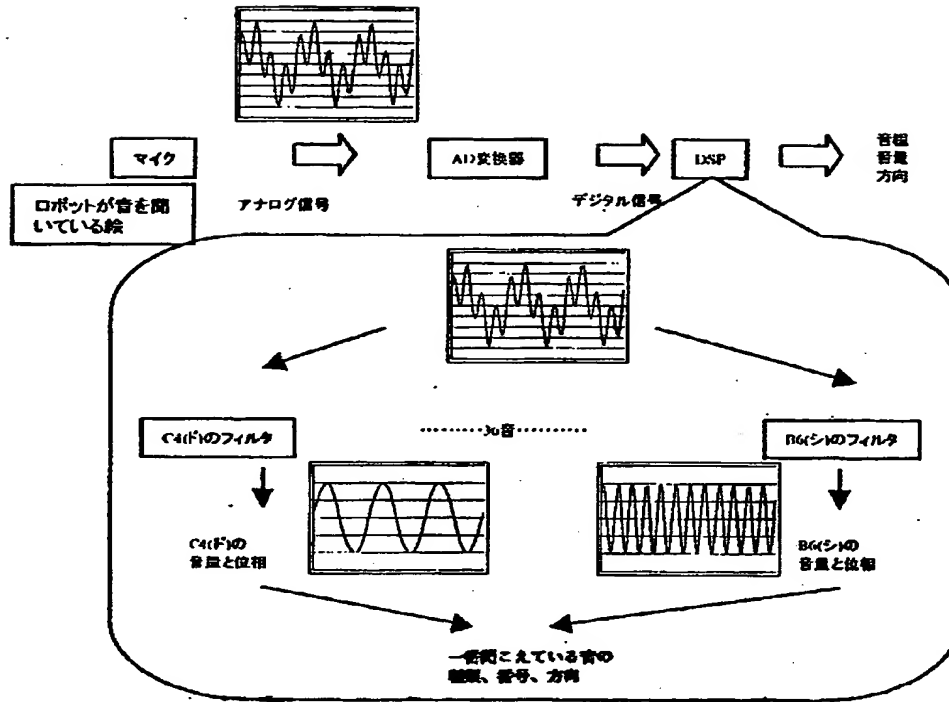 マイク
AD変換器
DSP
音程
音量
方向
ロボットが音を聞
いている絵
アナログ信号
デジタル信号
C4(ド)のフィルタ
………36音…………
B6(シ)のフィルタ
C4(ド)の
音量と位相
B6(シ)の
音量と位相
一番聞こえている音の
種類、番号、方向